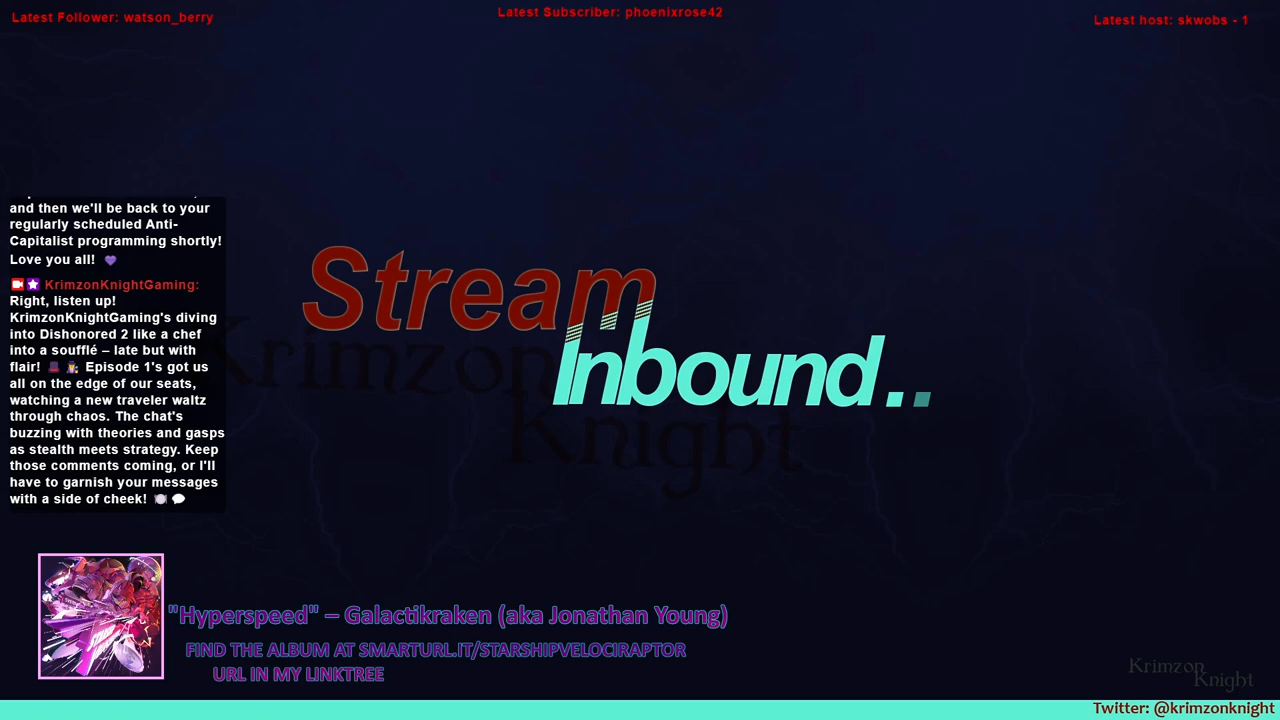 Latest Follower: watson_berry
Latest Subscriber: phoenixrose42
Latest host: skwobs - 1
and then we'll be back to your
regularly scheduled Anti-
Capitalist programming shortly!
Love you all! 💜
KrimzonKnightGaming:
Right, listen up!
KrimzonKnightGaming's diving
into Dishonored 2 like a chef
into a soufflé – late but with
flair! 🎩 🕵️ Episode 1's got us
all on the edge of our seats,
watching a new traveler waltz
through chaos. The chat's
buzzing with theories and gasps
as stealth meets strategy. Keep
those comments coming, or I'll
have to garnish your messages
with a side of cheek! 🍽️ 💬
Stream
Inbound..
Krimzon
Knight
"Hyperspeed" – Galactikraken (aka Jonathan Young)
FIND THE ALBUM AT SMARTURL.IT/STARSHIPVELOCIRAPTOR
URL IN MY LINKTREE
Krimzon
Knight
Twitter: @krimzonknight